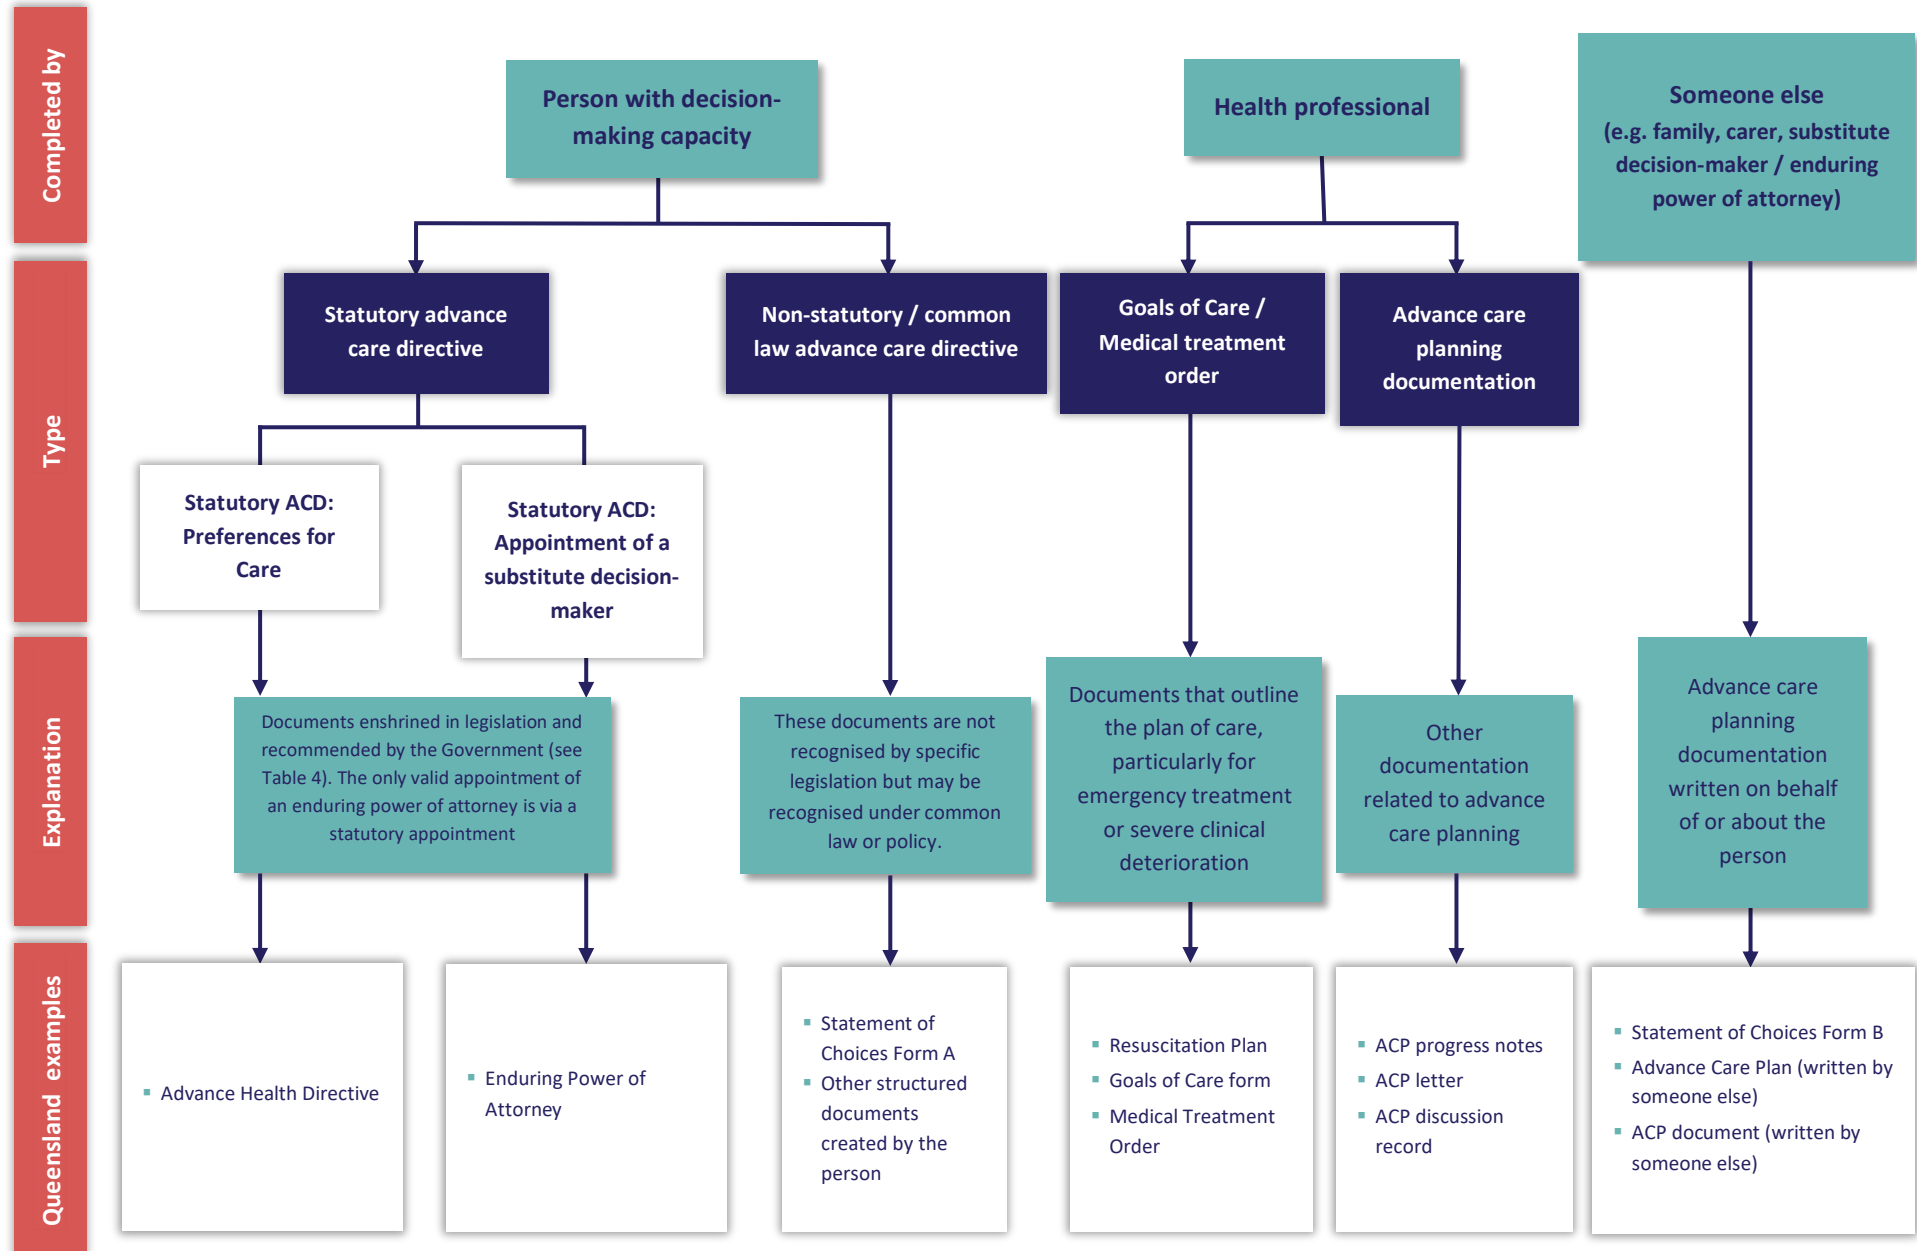 Completed by
Person with decision-
making capacity
Health professional
Someone else
(e.g. family, carer, substitute
decision-maker / enduring
power of attorney)
Type
Statutory advance
care directive
Non-statutory / common
law advance care directive
Goals of Care /
Medical treatment
order
Advance care
planning
documentation
Statutory ACD:
Preferences for
Care
Statutory ACD:
Appointment of a
substitute decision-
maker
Explanation
Documents enshrined in legislation and
recommended by the Government (see
Table 4). The only valid appointment of
an enduring power of attorney is via a
statutory appointment
These documents are not
recognised by specific
legislation but may be
recognised under common
law or policy.
Documents that outline
the plan of care,
particularly for
emergency treatment
or severe clinical
deterioration
Other
documentation
related to advance
care planning
Advance care
planning
documentation
written on behalf
of or about the
person
Queensland examples
▪ Advance Health Directive
▪ Enduring Power of
Attorney
▪ Statement of
Choices Form A
▪ Other structured
documents
created by the
person
▪ Resuscitation Plan
▪ Goals of Care form
▪ Medical Treatment
Order
▪ ACP progress notes
▪ ACP letter
▪ ACP discussion
record
▪ Statement of Choices Form B
▪ Advance Care Plan (written by
someone else)
▪ ACP document (written by
someone else)